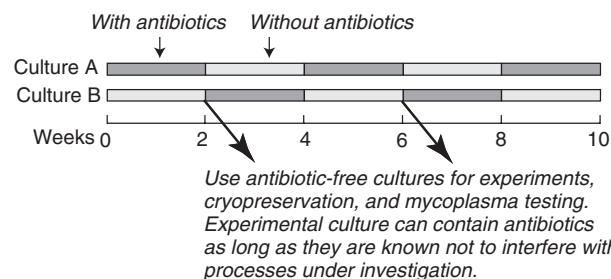 With antibiotics Without antibiotics
Culture A
Culture B
Weeks 0 2 4 6 8 10
Use antibiotic-free cultures for experiments,
cryopreservation, and mycoplasma testing.
Experimental culture can contain antibiotics
as long as they are known not to interfere with
processes under investigation.